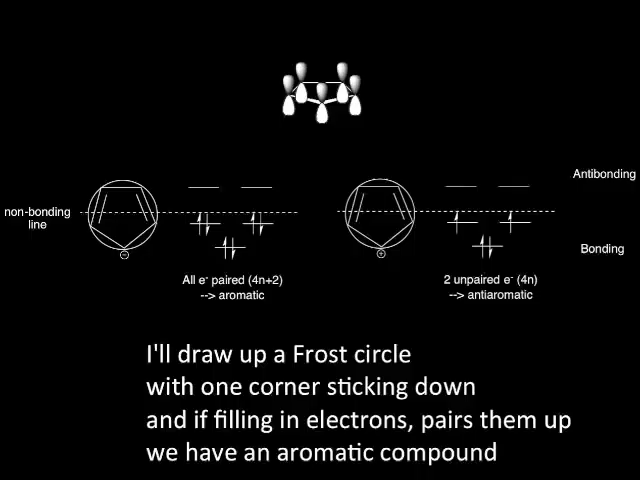 Antibonding
non-bonding
line
Bonding
⊖
⊕
All e⁻ paired (4n+2)
--> aromatic
2 unpaired e⁻ (4n)
--> antiaromatic
I'll draw up a Frost circle
with one corner sticking down
and if filling in electrons, pairs them up
we have an aromatic compound